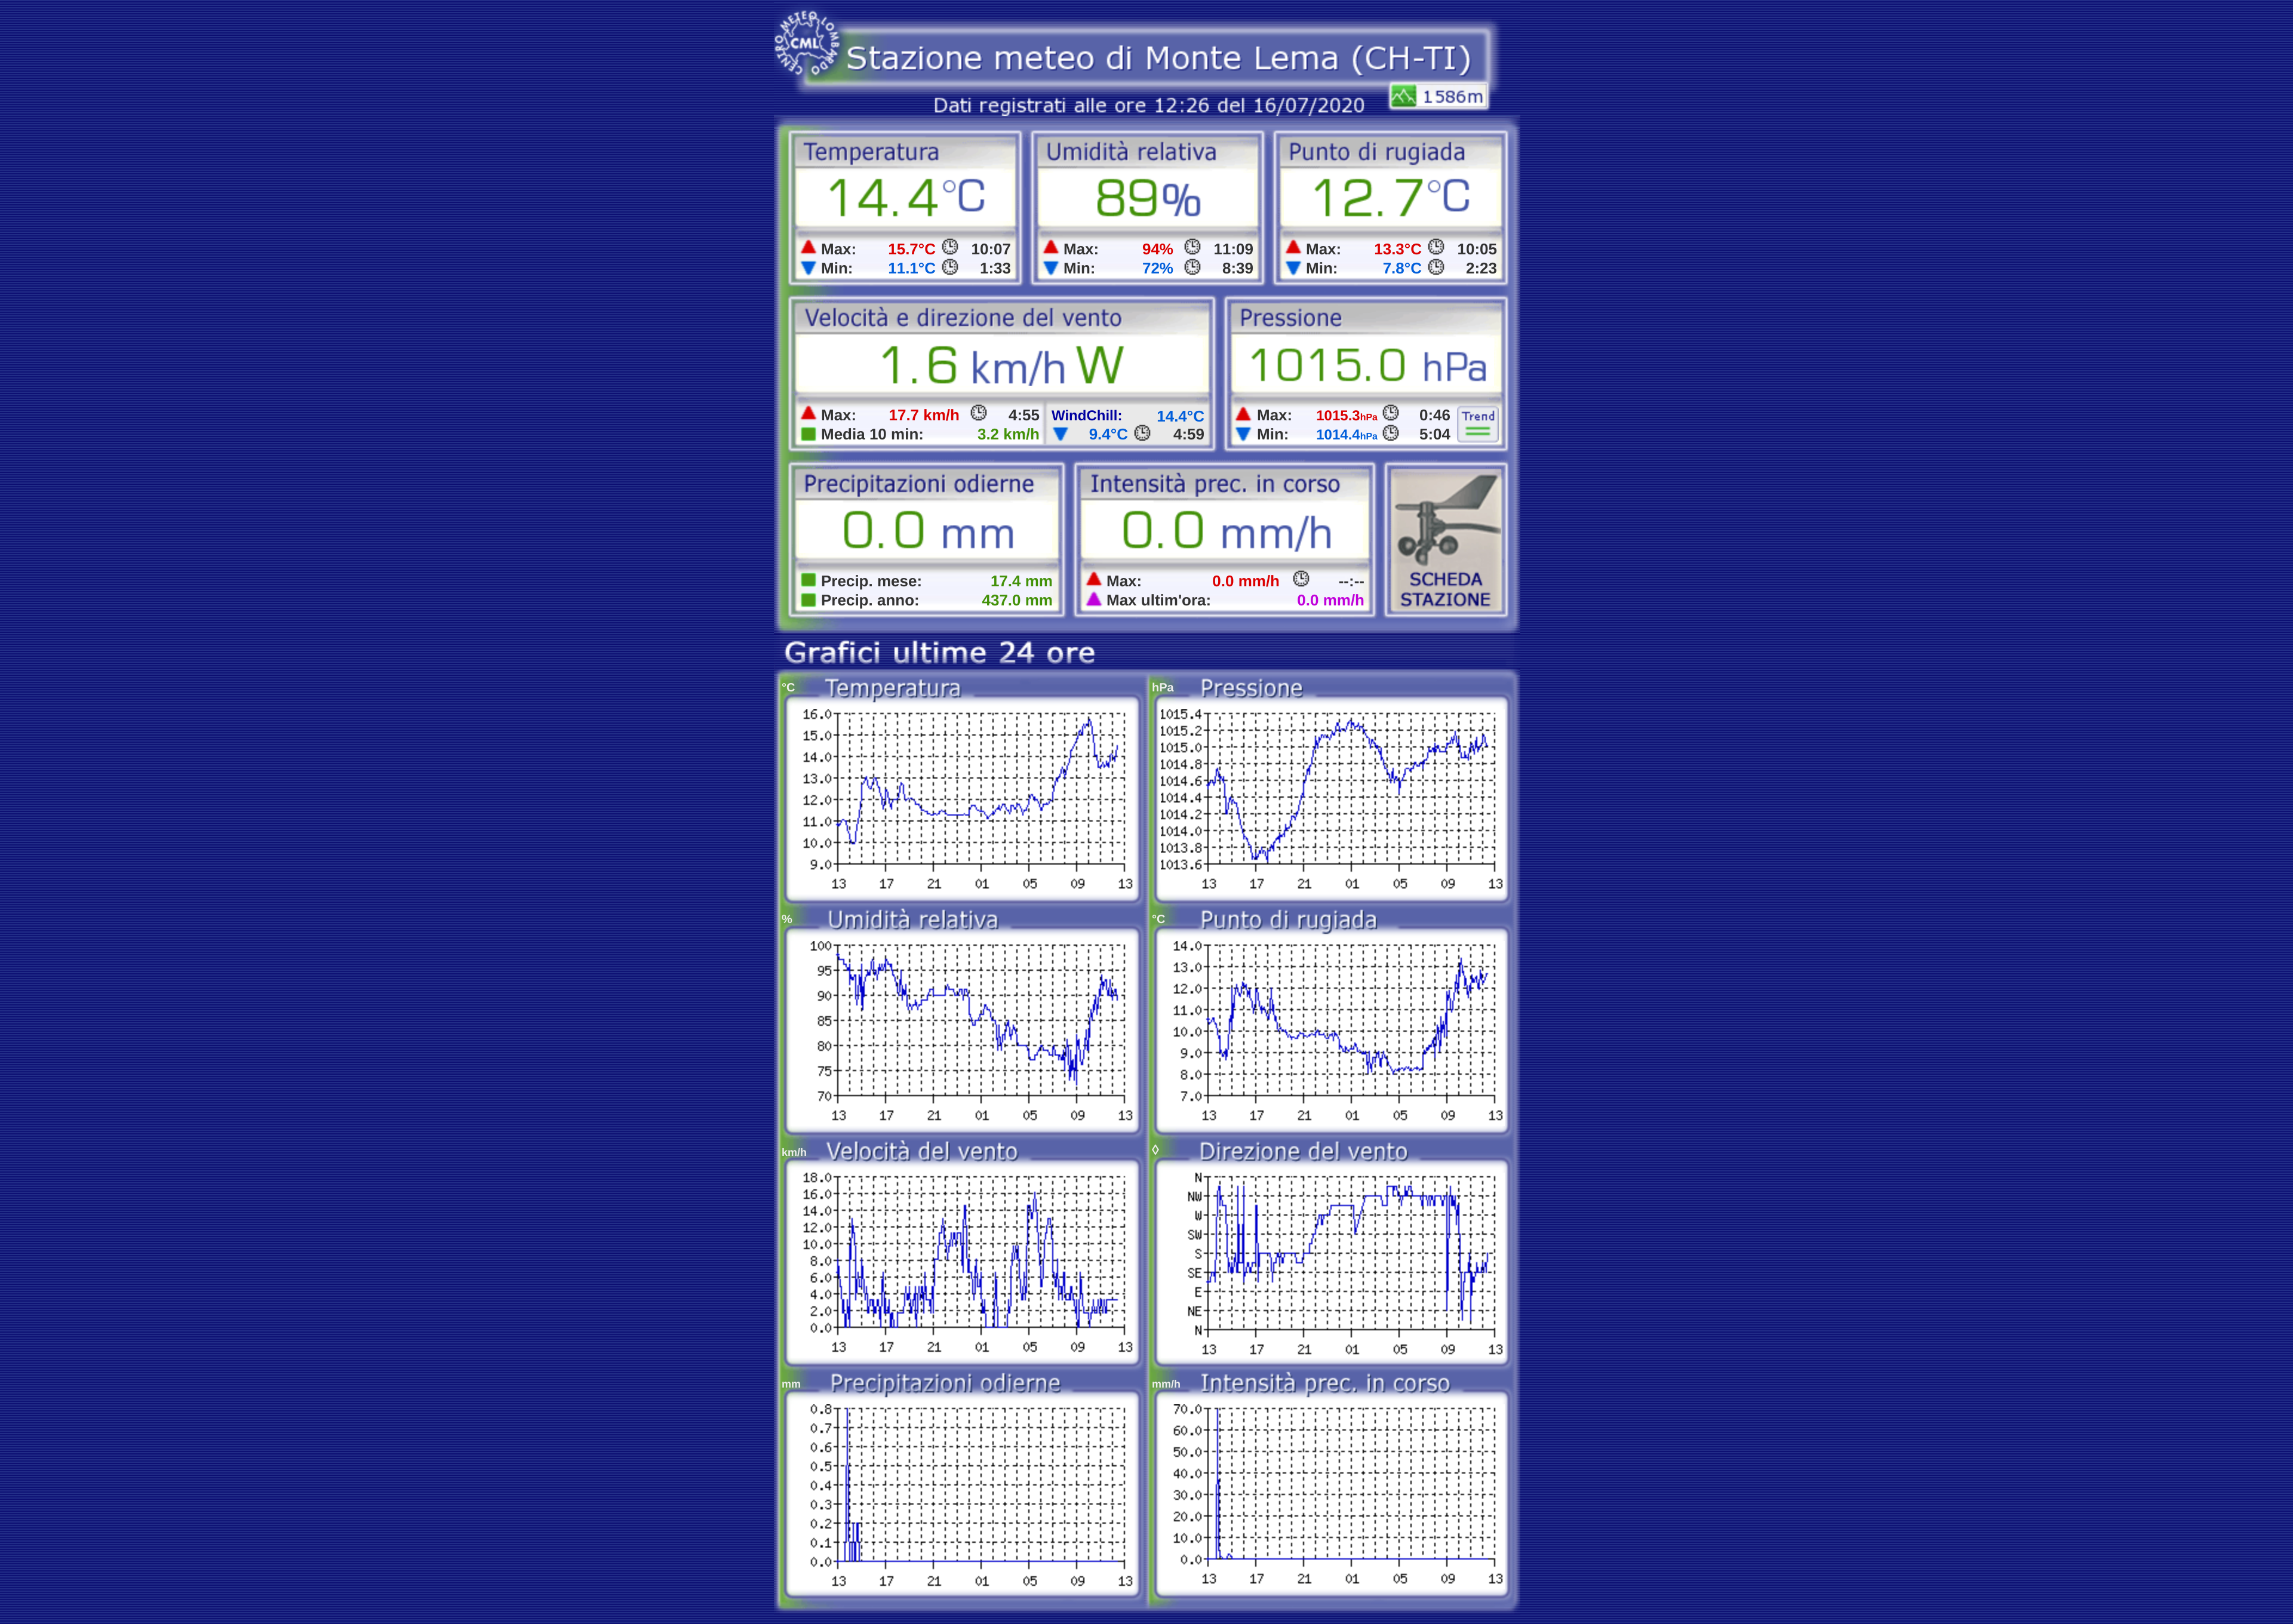 CENTRO METEO LOMBARDO
CML
Stazione meteo di Monte Lema (CH-TI)
1586m
Dati registrati alle ore 12:26 del 16/07/2020
Temperatura
14.4°C
Max: 15.7°C 10:07
Min: 11.1°C 1:33
Umidità relativa
89%
Max: 94% 11:09
Min: 72% 8:39
Punto di rugiada
12.7°C
Max: 13.3°C 10:05
Min: 7.8°C 2:23
Velocità e direzione del vento
1.6 km/h W
Max: 17.7 km/h 4:55
Media 10 min: 3.2 km/h
WindChill: 14.4°C
9.4°C 4:59
Pressione
1015.0 hPa
Max: 1015.3hPa 0:46
Min: 1014.4hPa 5:04
Trend
Precipitazioni odierne
0.0 mm
Precip. mese: 17.4 mm
Precip. anno: 437.0 mm
Intensità prec. in corso
0.0 mm/h
Max: 0.0 mm/h --:--
Max ultim'ora: 0.0 mm/h
SCHEDA
STAZIONE
Grafici ultime 24 ore
°C Temperatura
16.0
15.0
14.0
13.0
12.0
11.0
10.0
9.0
13 17 21 01 05 09 13
hPa Pressione
1015.4
1015.2
1015.0
1014.8
1014.6
1014.4
1014.2
1014.0
1013.8
1013.6
13 17 21 01 05 09 13
% Umidità relativa
100
95
90
85
80
75
70
13 17 21 01 05 09 13
°C Punto di rugiada
14.0
13.0
12.0
11.0
10.0
9.0
8.0
7.0
13 17 21 01 05 09 13
km/h Velocità del vento
18.0
16.0
14.0
12.0
10.0
8.0
6.0
4.0
2.0
0.0
13 17 21 01 05 09 13
◊ Direzione del vento
N
NW
W
SW
S
SE
E
NE
N
13 17 21 01 05 09 13
mm Precipitazioni odierne
0.8
0.7
0.6
0.5
0.4
0.3
0.2
0.1
0.0
13 17 21 01 05 09 13
mm/h Intensità prec. in corso
70.0
60.0
50.0
40.0
30.0
20.0
10.0
0.0
13 17 21 01 05 09 13